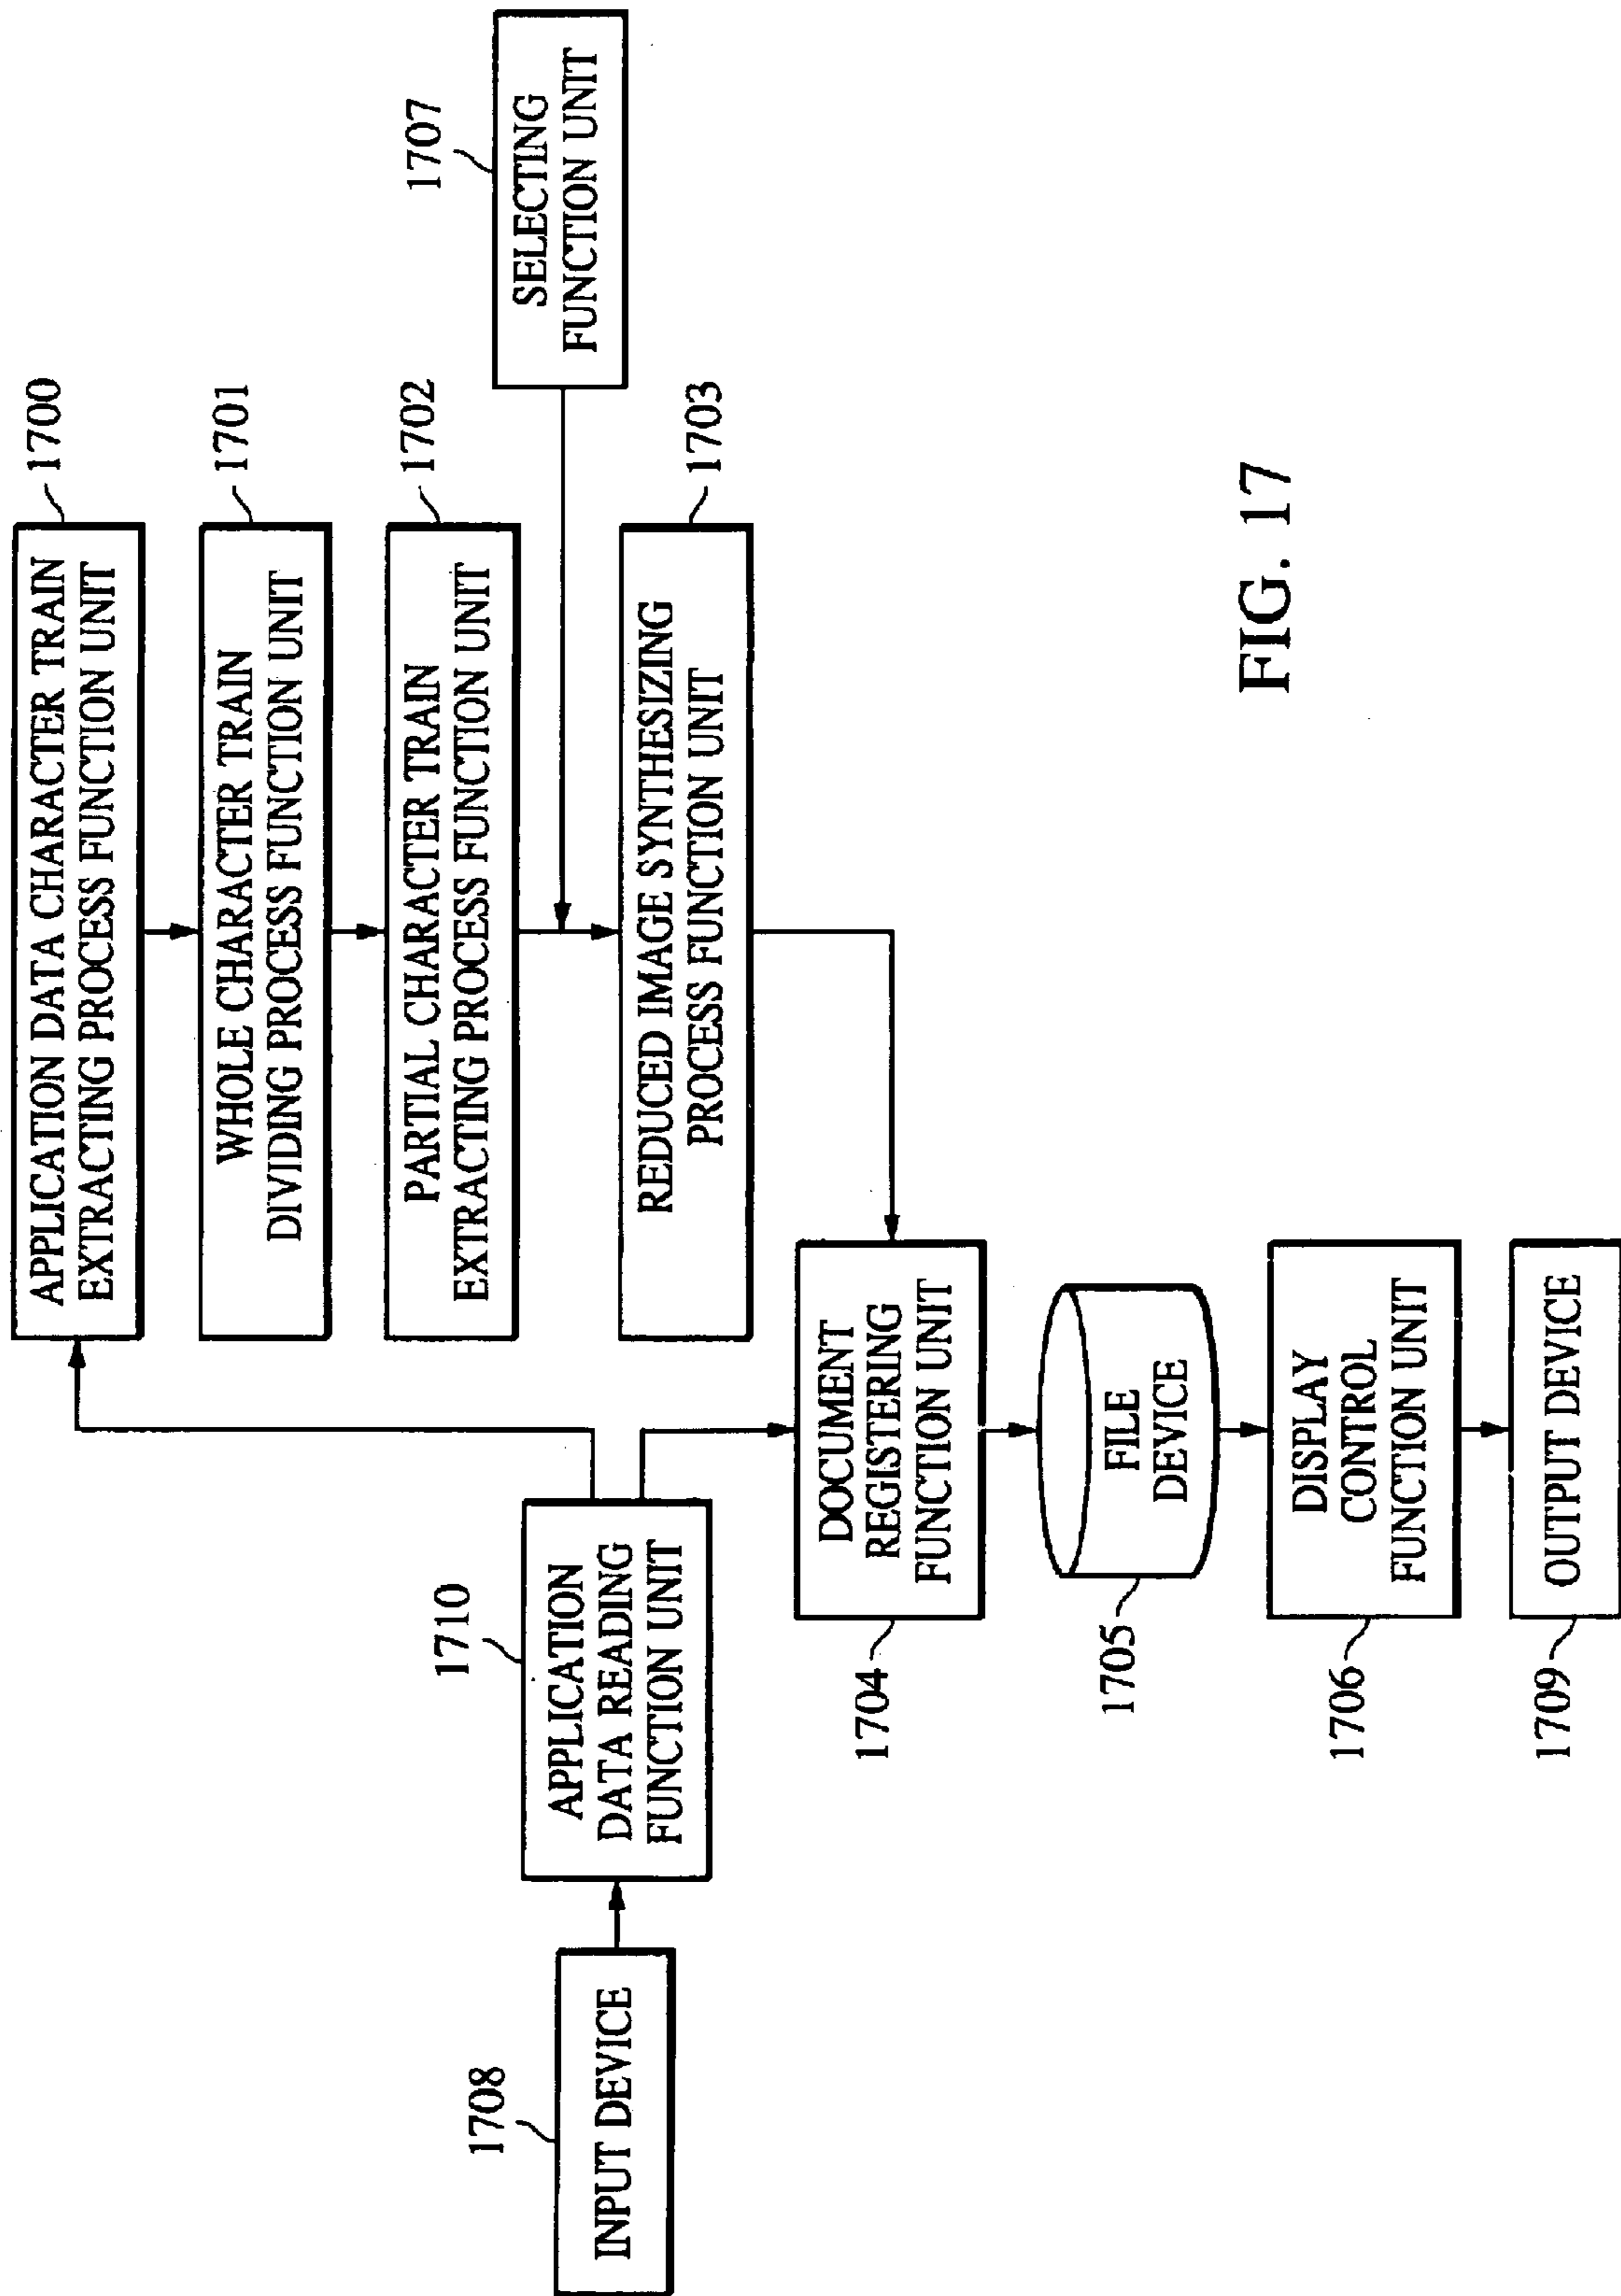 1708
INPUT DEVICE
1710
APPLICATION
DATA READING
FUNCTION UNIT
APPLICATION DATA CHARACTER TRAIN
EXTRACTING PROCESS FUNCTION UNIT
1700
WHOLE CHARACTER TRAIN
DIVIDING PROCESS FUNCTION UNIT
1701
PARTIAL CHARACTER TRAIN
EXTRACTING PROCESS FUNCTION UNIT
1702
SELECTING
FUNCTION UNIT
1707
REDUCED IMAGE SYNTHESIZING
PROCESS FUNCTION UNIT
1703
DOCUMENT
REGISTERING
FUNCTION UNIT
1704
FILE
DEVICE
1705
DISPLAY
CONTROL
FUNCTION UNIT
1706
OUTPUT DEVICE
1709
FIG. 17